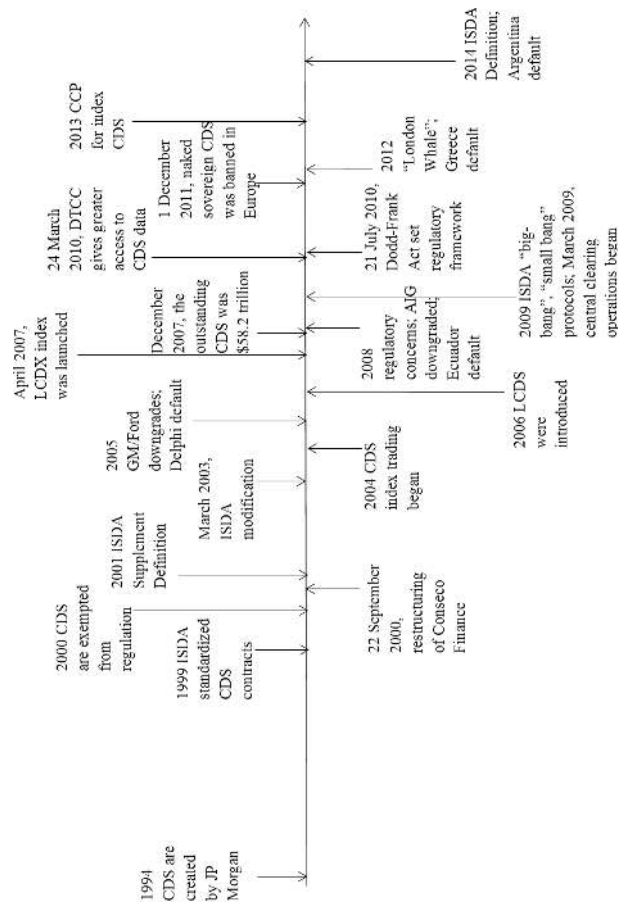 1994
CDS are
created
by JP
Morgan
1999 ISDA
standardized
CDS
contracts
2000 CDS
are exempted
from
regulation
22 September
2000,
restructuring
of Conseco
Finance
2001 ISDA
Supplement
Definition
March 2003,
ISDA
modification
2004 CDS
index trading
began
2005
GM/Ford
downgrades;
Delphi default
2006 LCDS
were
introduced
April 2007,
LCDX index
was launched
December
2007, the
outstanding
CDS was
$58.2 trillion
2008
regulatory
concerns; AIG
downgraded;
Ecuador
default
2009 ISDA "big-
bang", "small bang"
protocols; March 2009,
central clearing
operations began
24 March
2010, DTCC
gives greater
access to
CDS data
21 July 2010,
Dodd-Frank
Act set
regulatory
framework
1 December
2011, naked
sovereign CDS
was banned in
Europe
2012
"London
Whale";
Greece
default
2013 CCP
for index
CDS
2014 ISDA
Definition;
Argentina
default